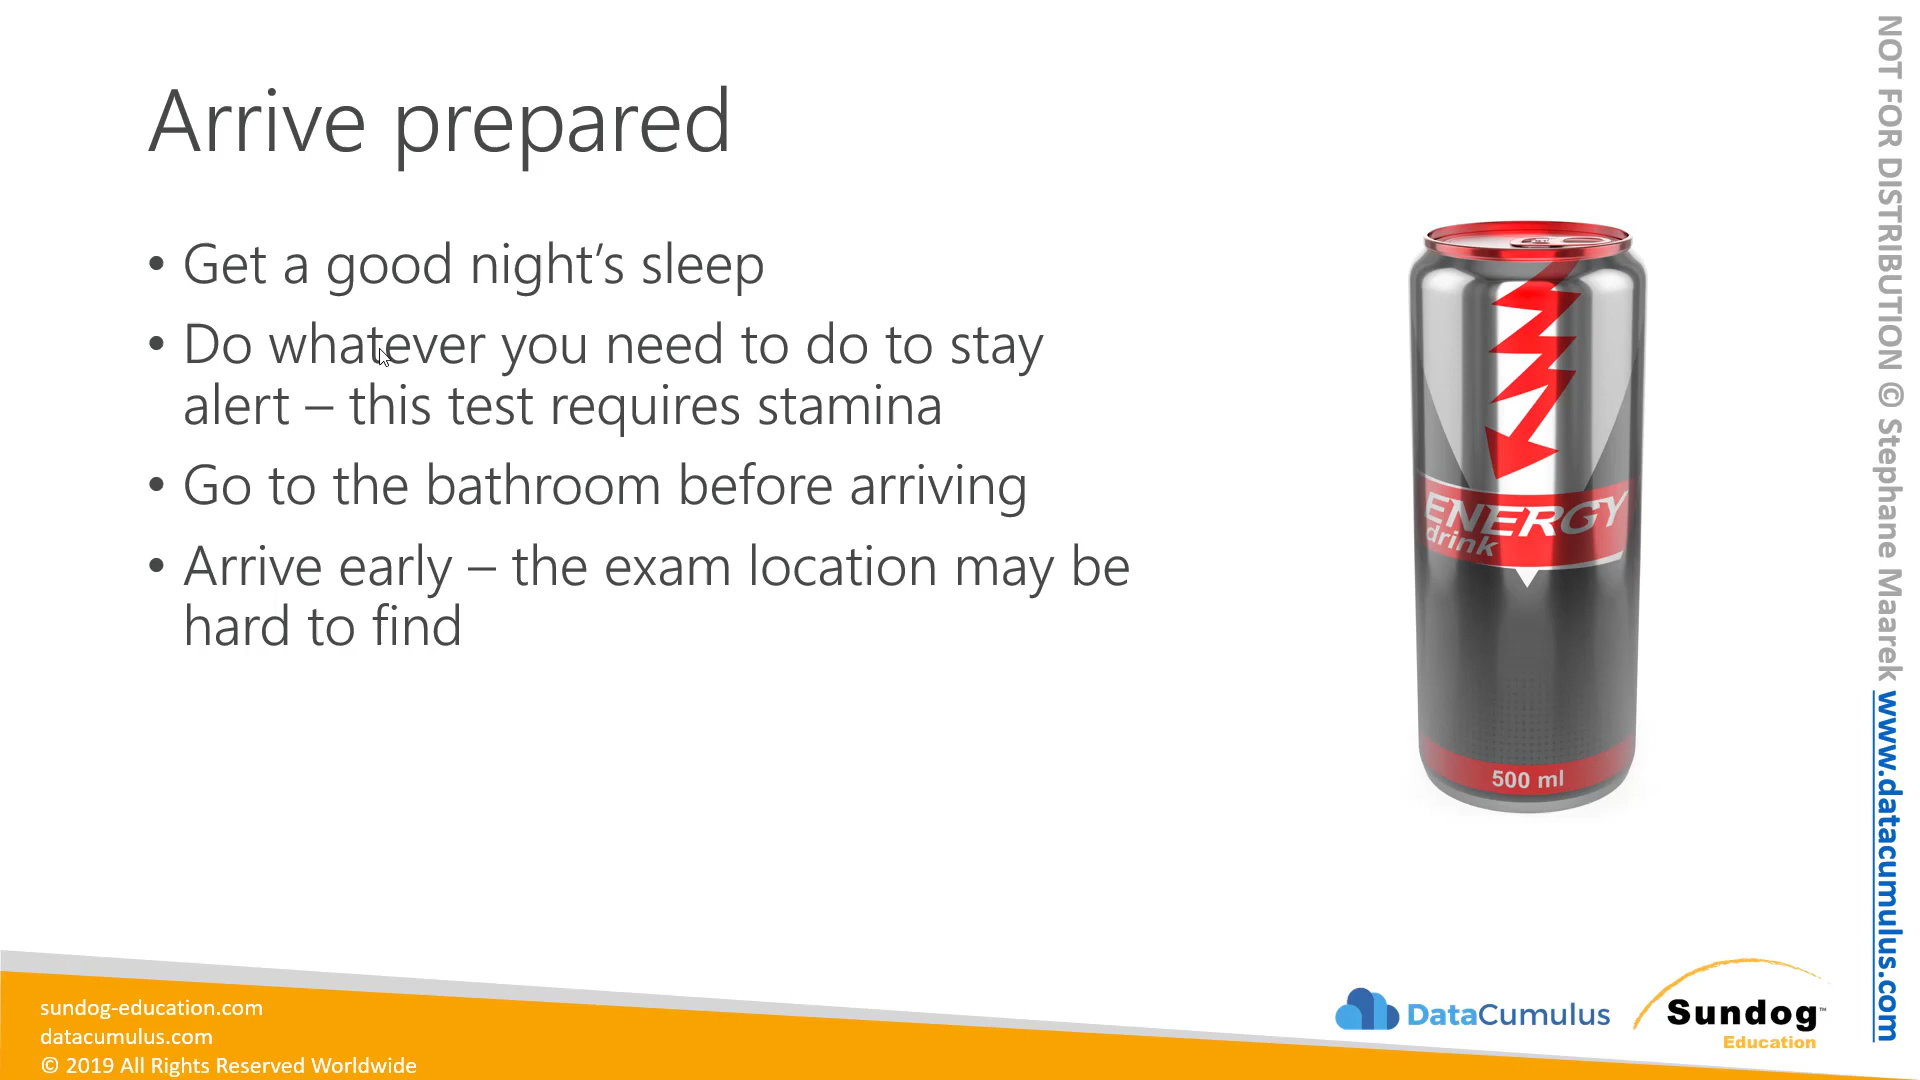 Arrive prepared
• Get a good night’s sleep
• Do whatever you need to do to stay
alert – this test requires stamina
• Go to the bathroom before arriving
• Arrive early – the exam location may be
hard to find
ENERGY
drink
500 ml
sundog-education.com
datacumulus.com
© 2019 All Rights Reserved Worldwide
DataCumulus
Sundog™
Education
NOT FOR DISTRIBUTION © Stephane Maarek www.datacumulus.com